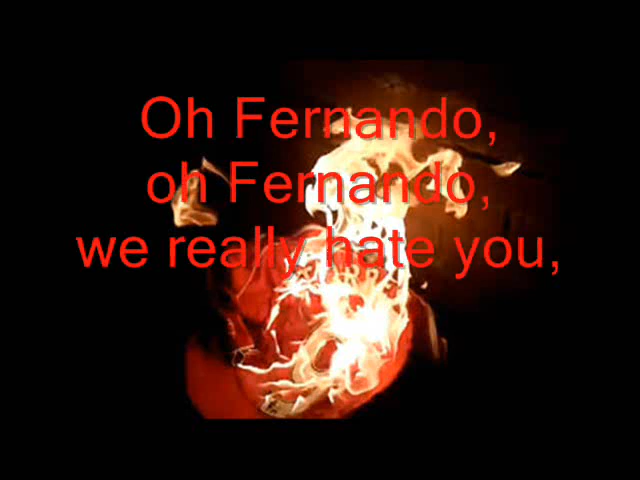 Oh Fernando,
oh Fernando,
we really hate you,